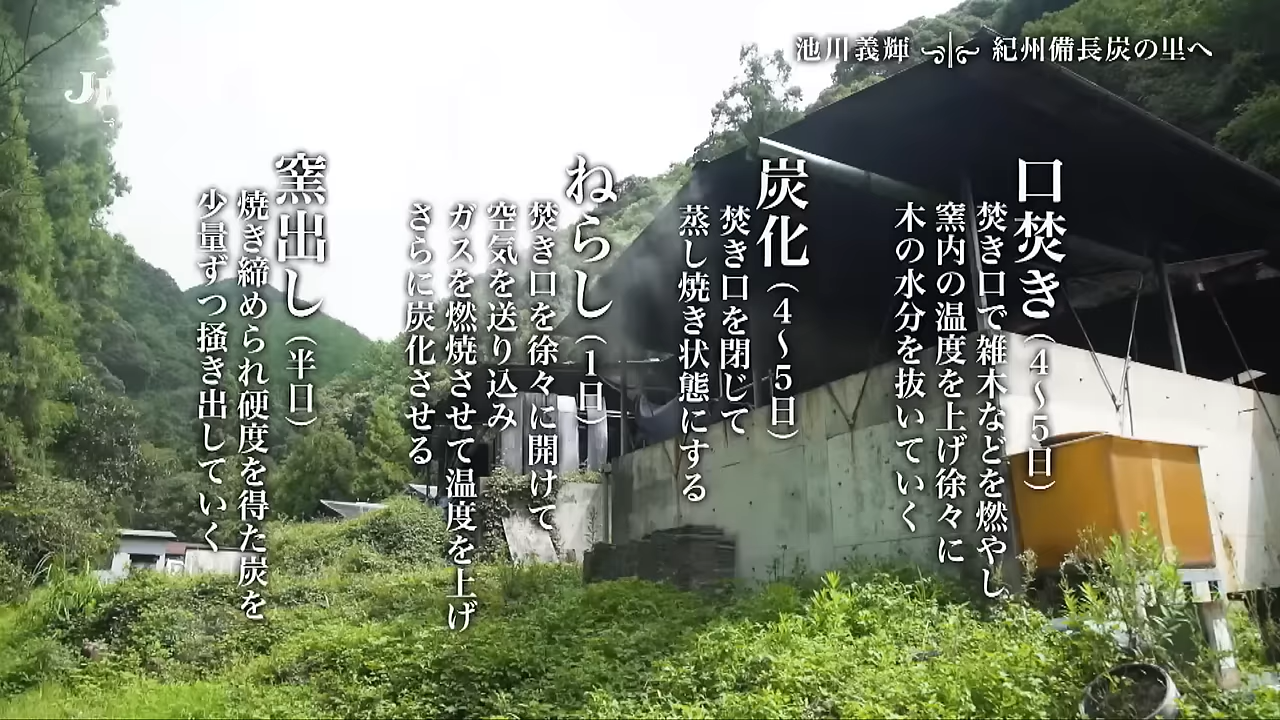 池川義輝 紀州備長炭の里へ
口焚き（4〜5日）
焚き口で雑木などを燃やし
窯内の温度を上げ徐々に
木の水分を抜いていく
炭化（4〜5日）
焚き口を閉じて
蒸し焼き状態にする
ねらし（1日）
焚き口を徐々に開けて
空気を送り込み
ガスを燃焼させて温度を上げ
さらに炭化させる
窯出し（半日）
焼き締められ硬度を得た炭を
少量ずつ掻き出していく